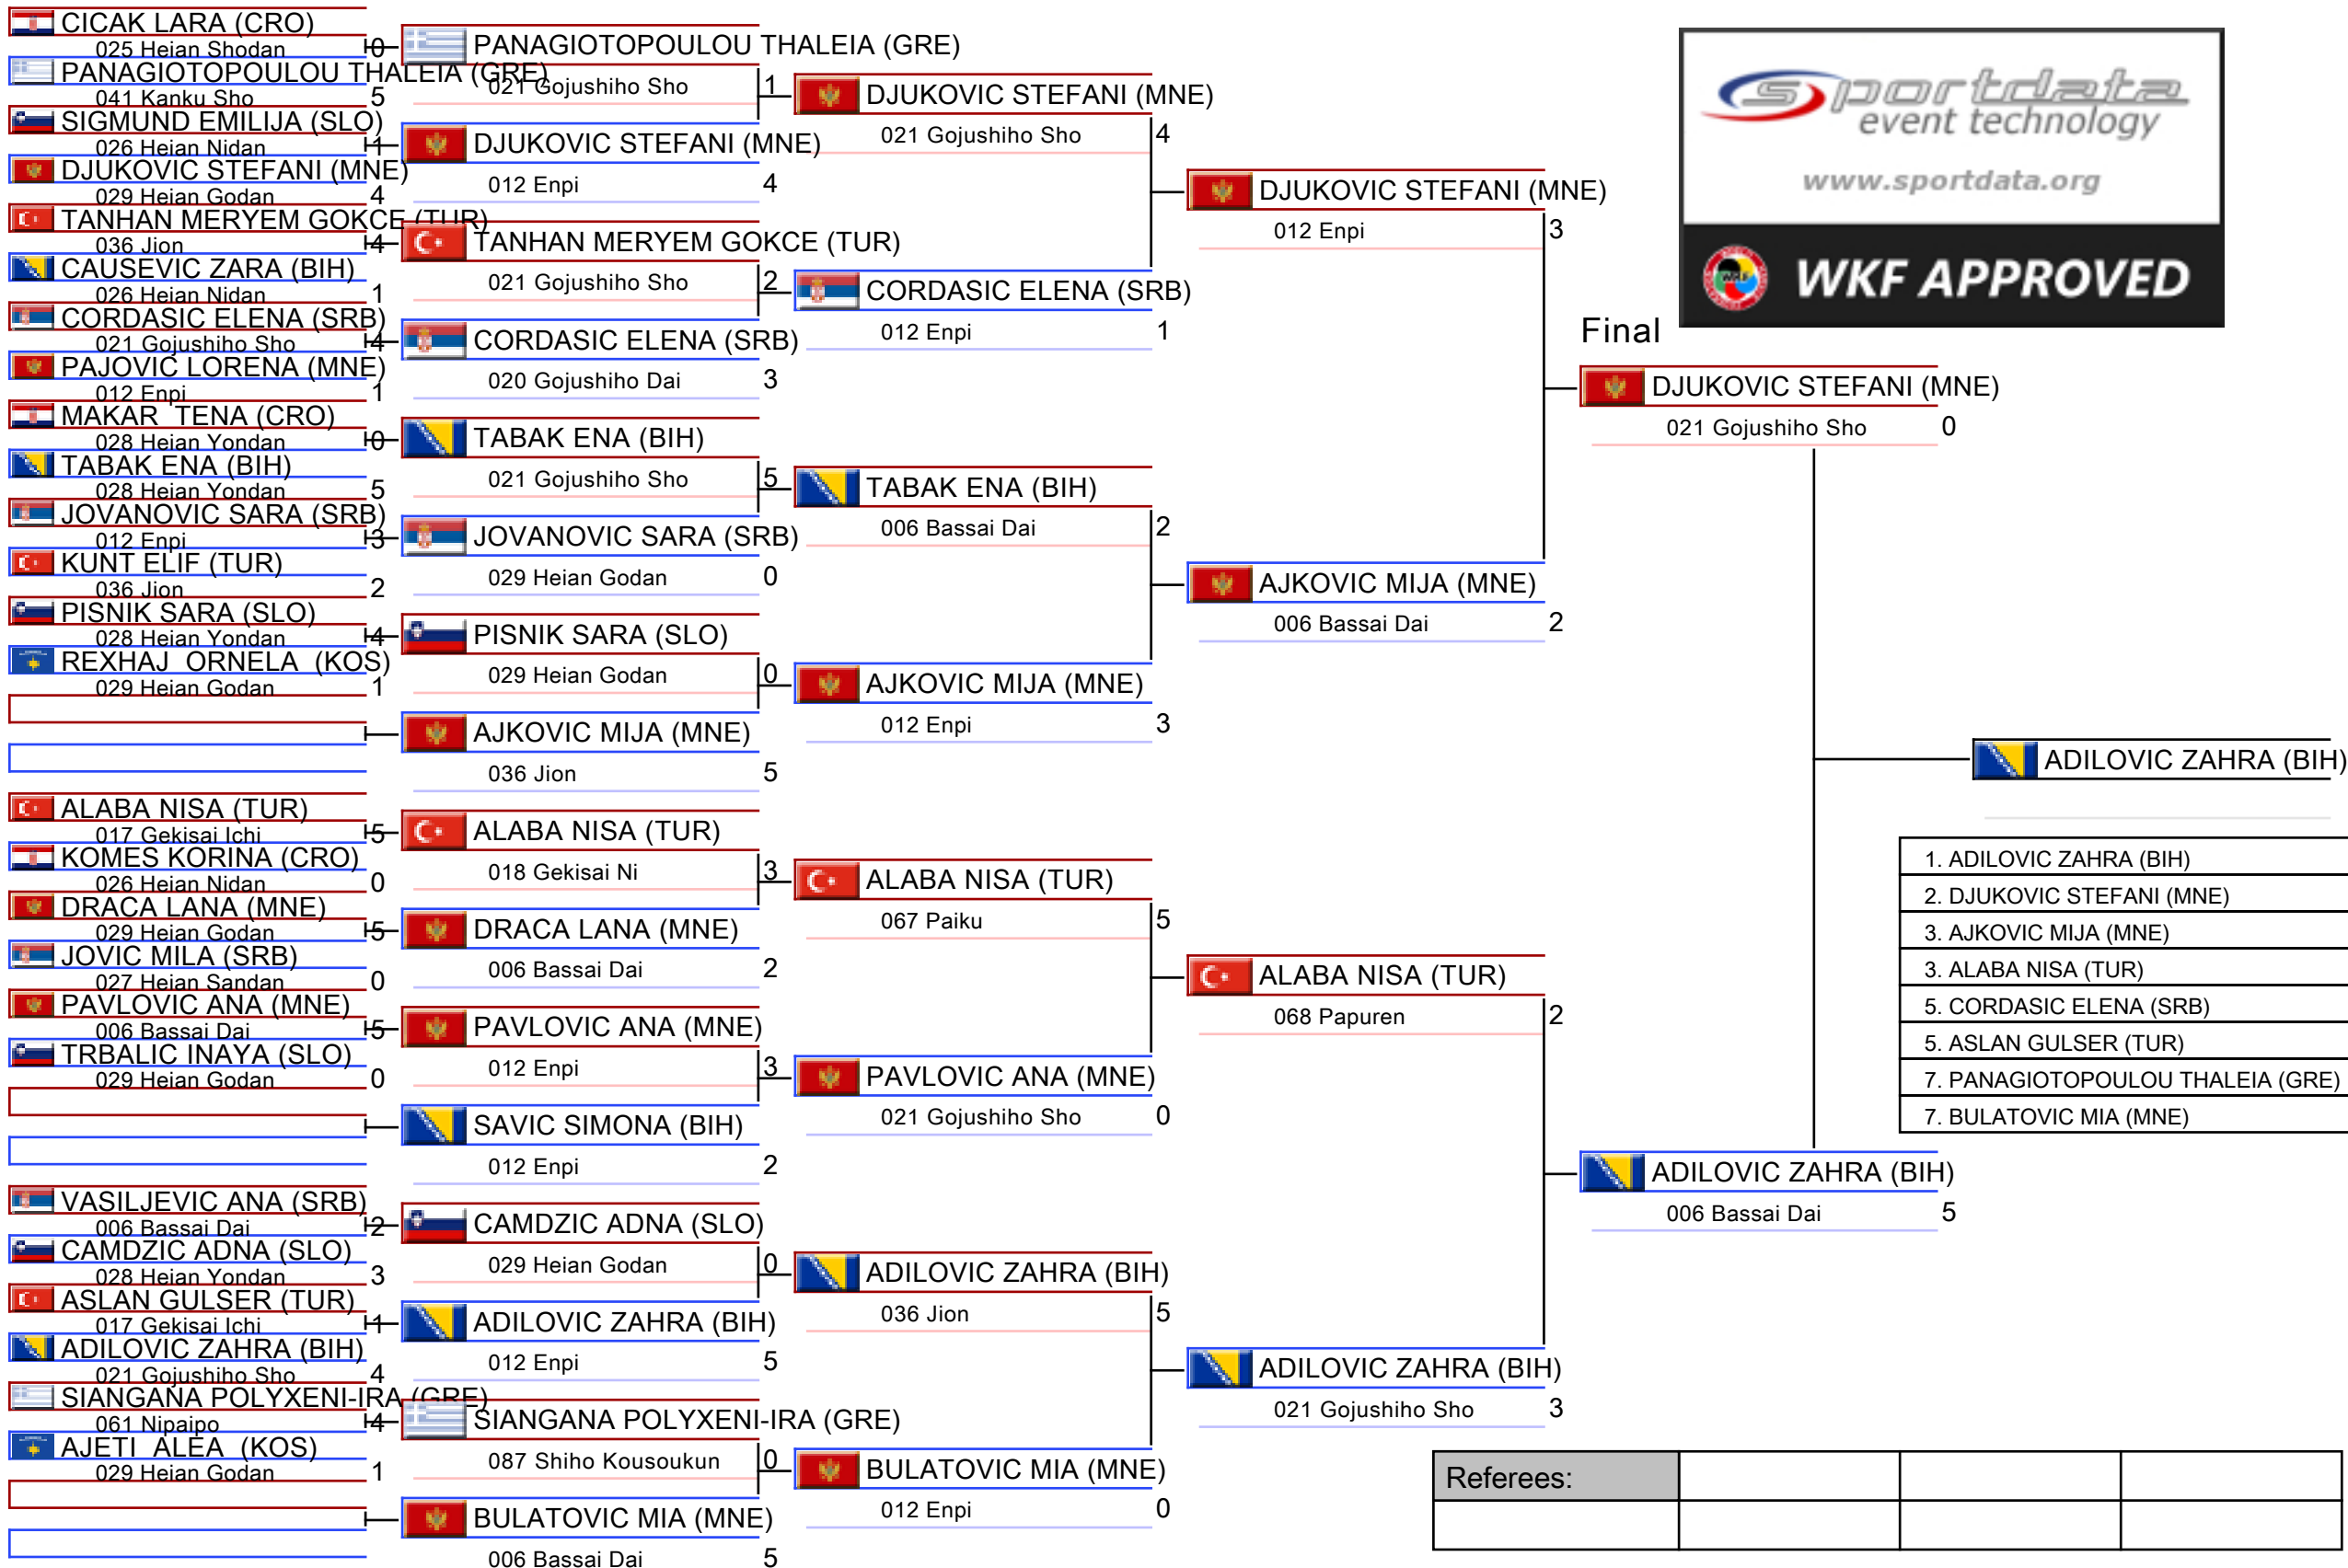 CICAK LARA (CRO)
025 Heian Shodan 0
PANAGIOTOPOULOU THALEIA (GRE)
041 Kanku Sho 5
SIGMUND EMILIJA (SLO)
026 Heian Nidan 1
DJUKOVIC STEFANI (MNE)
029 Heian Godan 4
TANHAN MERYEM GOKCE (TUR)
036 Jion 4
CAUSEVIC ZARA (BIH)
026 Heian Nidan 1
CORDASIC ELENA (SRB)
021 Gojushiho Sho 4
PAJOVIC LORENA (MNE)
012 Enpi 1
MAKAR TENA (CRO)
028 Heian Yondan 0
TABAK ENA (BIH)
028 Heian Yondan 5
JOVANOVIC SARA (SRB)
012 Enpi 3
KUNT ELIF (TUR)
036 Jion 2
PISNIK SARA (SLO)
028 Heian Yondan 4
REXHAJ ORNELA (KOS)
029 Heian Godan 1
ALABA NISA (TUR)
017 Gekisai Ichi 5
KOMES KORINA (CRO)
026 Heian Nidan 0
DRACA LANA (MNE)
029 Heian Godan 5
JOVIC MILA (SRB)
027 Heian Sandan 0
PAVLOVIC ANA (MNE)
006 Bassai Dai 5
TRBALIC INAYA (SLO)
029 Heian Godan 0
VASILJEVIC ANA (SRB)
006 Bassai Dai 2
CAMDZIC ADNA (SLO)
028 Heian Yondan 3
ASLAN GULSER (TUR)
017 Gekisai Ichi 1
ADILOVIC ZAHRA (BIH)
021 Gojushiho Sho 4
SIANGANA POLYXENI-IRA (GRE)
061 Nipaipo 4
AJETI ALEA (KOS)
029 Heian Godan 1
PANAGIOTOPOULOU THALEIA (GRE)
021 Gojushiho Sho 1
DJUKOVIC STEFANI (MNE)
012 Enpi 4
TANHAN MERYEM GOKCE (TUR)
021 Gojushiho Sho 2
CORDASIC ELENA (SRB)
020 Gojushiho Dai 3
TABAK ENA (BIH)
021 Gojushiho Sho 5
JOVANOVIC SARA (SRB)
029 Heian Godan 0
PISNIK SARA (SLO)
029 Heian Godan 0
AJKOVIC MIJA (MNE)
036 Jion 5
ALABA NISA (TUR)
018 Gekisai Ni 3
DRACA LANA (MNE)
006 Bassai Dai 2
PAVLOVIC ANA (MNE)
012 Enpi 3
SAVIC SIMONA (BIH)
012 Enpi 2
CAMDZIC ADNA (SLO)
029 Heian Godan 0
ADILOVIC ZAHRA (BIH)
012 Enpi 5
SIANGANA POLYXENI-IRA (GRE)
087 Shiho Kousoukun 0
BULATOVIC MIA (MNE)
006 Bassai Dai 5
DJUKOVIC STEFANI (MNE)
021 Gojushiho Sho 4
CORDASIC ELENA (SRB)
012 Enpi 1
TABAK ENA (BIH)
006 Bassai Dai 2
AJKOVIC MIJA (MNE)
012 Enpi 3
ALABA NISA (TUR)
067 Paiku 5
PAVLOVIC ANA (MNE)
021 Gojushiho Sho 0
ADILOVIC ZAHRA (BIH)
036 Jion 5
BULATOVIC MIA (MNE)
012 Enpi 0
DJUKOVIC STEFANI (MNE)
012 Enpi 3
AJKOVIC MIJA (MNE)
006 Bassai Dai 2
ALABA NISA (TUR)
068 Papuren 2
ADILOVIC ZAHRA (BIH)
021 Gojushiho Sho 3
sportdata
event technology
www.sportdata.org
WKF APPROVED
Final
DJUKOVIC STEFANI (MNE)
021 Gojushiho Sho 0
ADILOVIC ZAHRA (BIH)
006 Bassai Dai 5
ADILOVIC ZAHRA (BIH)
1. ADILOVIC ZAHRA (BIH)
2. DJUKOVIC STEFANI (MNE)
3. AJKOVIC MIJA (MNE)
3. ALABA NISA (TUR)
5. CORDASIC ELENA (SRB)
5. ASLAN GULSER (TUR)
7. PANAGIOTOPOULOU THALEIA (GRE)
7. BULATOVIC MIA (MNE)
Referees: